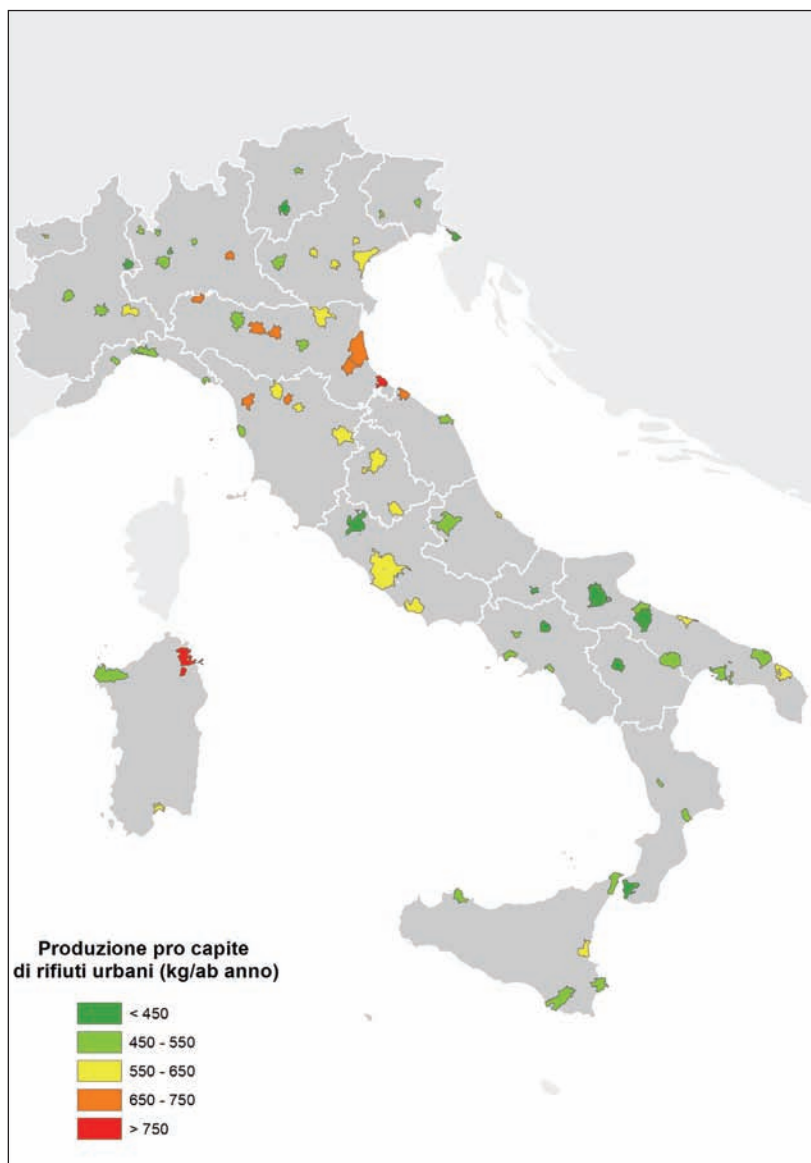 Produzione pro capite
di rifiuti urbani (kg/ab anno)
< 450
450 - 550
550 - 650
650 - 750
> 750